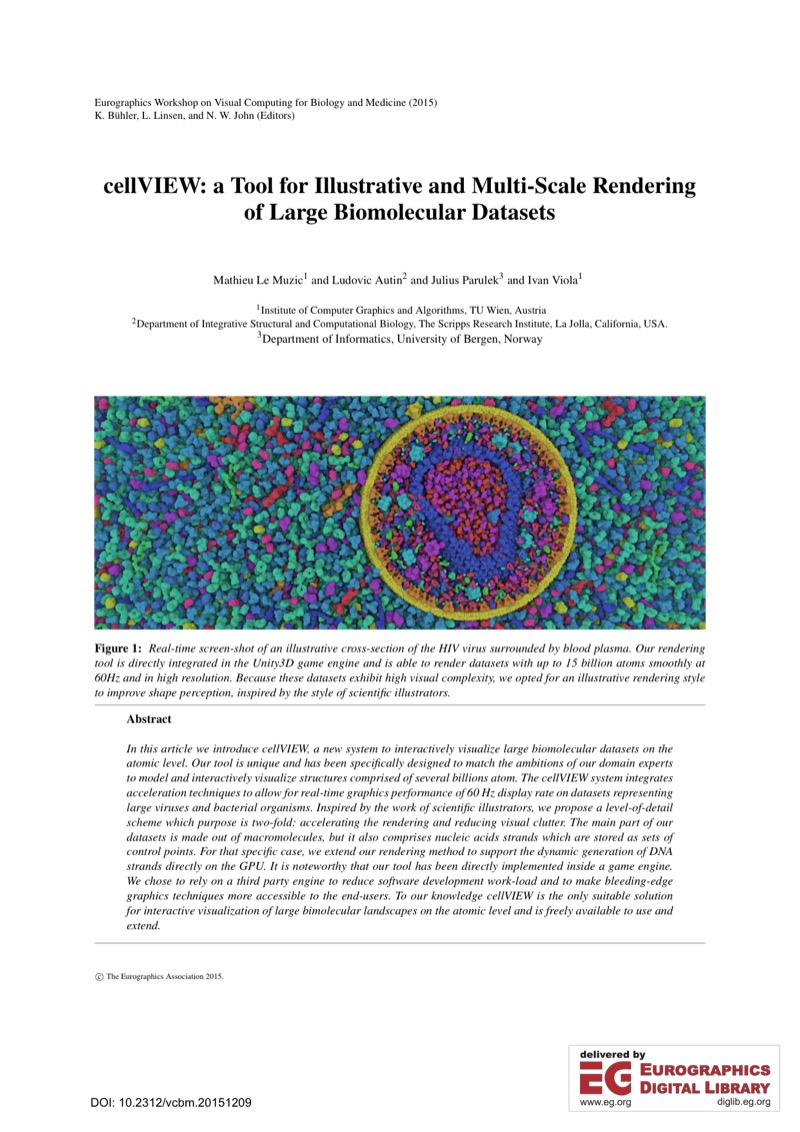 Eurographics Workshop on Visual Computing for Biology and Medicine (2015)
K. Bühler, L. Linsen, and N. W. John (Editors)
cellVIEW: a Tool for Illustrative and Multi-Scale Rendering
of Large Biomolecular Datasets
Mathieu Le Muzic1 and Ludovic Autin2 and Julius Parulek3 and Ivan Viola1
1Institute of Computer Graphics and Algorithms, TU Wien, Austria
2Department of Integrative Structural and Computational Biology, The Scripps Research Institute, La Jolla, California, USA.
3Department of Informatics, University of Bergen, Norway
Figure 1: Real-time screen-shot of an illustrative cross-section of the HIV virus surrounded by blood plasma. Our rendering
tool is directly integrated in the Unity3D game engine and is able to render datasets with up to 15 billion atoms smoothly at
60Hz and in high resolution. Because these datasets exhibit high visual complexity, we opted for an illustrative rendering style
to improve shape perception, inspired by the style of scientific illustrators.
Abstract
In this article we introduce cellVIEW, a new system to interactively visualize large biomolecular datasets on the
atomic level. Our tool is unique and has been specifically designed to match the ambitions of our domain experts
to model and interactively visualize structures comprised of several billions atom. The cellVIEW system integrates
acceleration techniques to allow for real-time graphics performance of 60 Hz display rate on datasets representing
large viruses and bacterial organisms. Inspired by the work of scientific illustrators, we propose a level-of-detail
scheme which purpose is two-fold: accelerating the rendering and reducing visual clutter. The main part of our
datasets is made out of macromolecules, but it also comprises nucleic acids strands which are stored as sets of
control points. For that specific case, we extend our rendering method to support the dynamic generation of DNA
strands directly on the GPU. It is noteworthy that our tool has been directly implemented inside a game engine.
We chose to rely on a third party engine to reduce software development work-load and to make bleeding-edge
graphics techniques more accessible to the end-users. To our knowledge cellVIEW is the only suitable solution
for interactive visualization of large bimolecular landscapes on the atomic level and is freely available to use and
extend.
© The Eurographics Association 2015.
delivered by
EG EUROGRAPHICS
DIGITAL LIBRARY
www.eg.org diglib.eg.org
DOI: 10.2312/vcbm.20151209